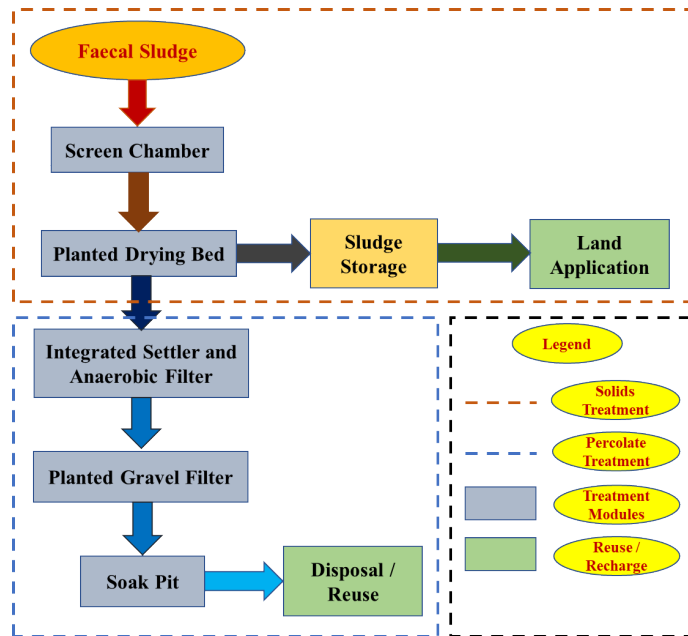 Faecal Sludge
Screen Chamber
Planted Drying Bed
Sludge
Storage
Land
Application
Integrated Settler and
Anaerobic Filter
Planted Gravel Filter
Soak Pit
Disposal /
Reuse
Legend
Solids
Treatment
Percolate
Treatment
Treatment
Modules
Reuse /
Recharge